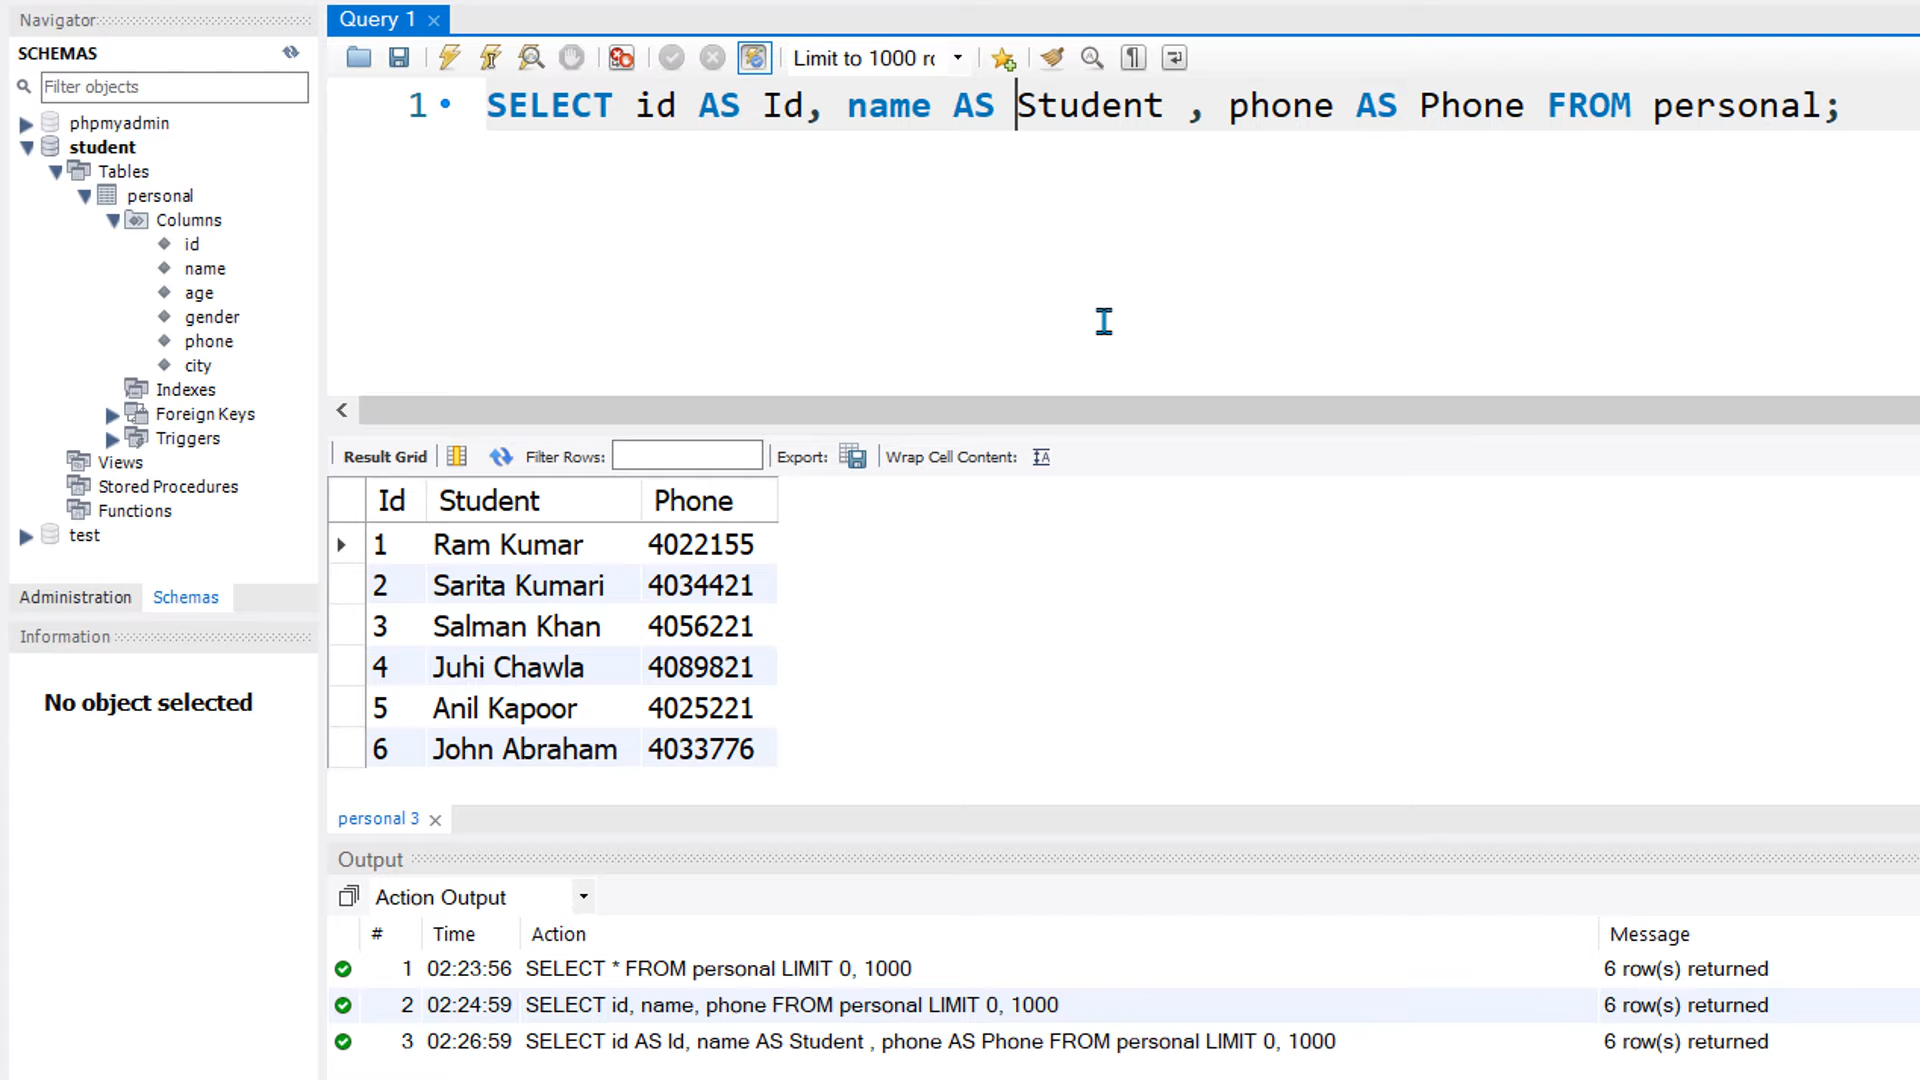 Navigator
SCHEMAS
Filter objects
phpmyadmin
student
Tables
personal
Columns
id
name
age
gender
phone
city
Indexes
Foreign Keys
Triggers
Views
Stored Procedures
Functions
test
Administration Schemas
Information
No object selected
Query 1
Limit to 1000 ro
1 SELECT id AS Id, name AS Student , phone AS Phone FROM personal;
Result Grid Filter Rows: Export: Wrap Cell Content:
Id Student Phone
1 Ram Kumar 4022155
2 Sarita Kumari 4034421
3 Salman Khan 4056221
4 Juhi Chawla 4089821
5 Anil Kapoor 4025221
6 John Abraham 4033776
personal 3
Output
Action Output
# Time Action Message
1 02:23:56 SELECT * FROM personal LIMIT 0, 1000 6 row(s) returned
2 02:24:59 SELECT id, name, phone FROM personal LIMIT 0, 1000 6 row(s) returned
3 02:26:59 SELECT id AS Id, name AS Student , phone AS Phone FROM personal LIMIT 0, 1000 6 row(s) returned